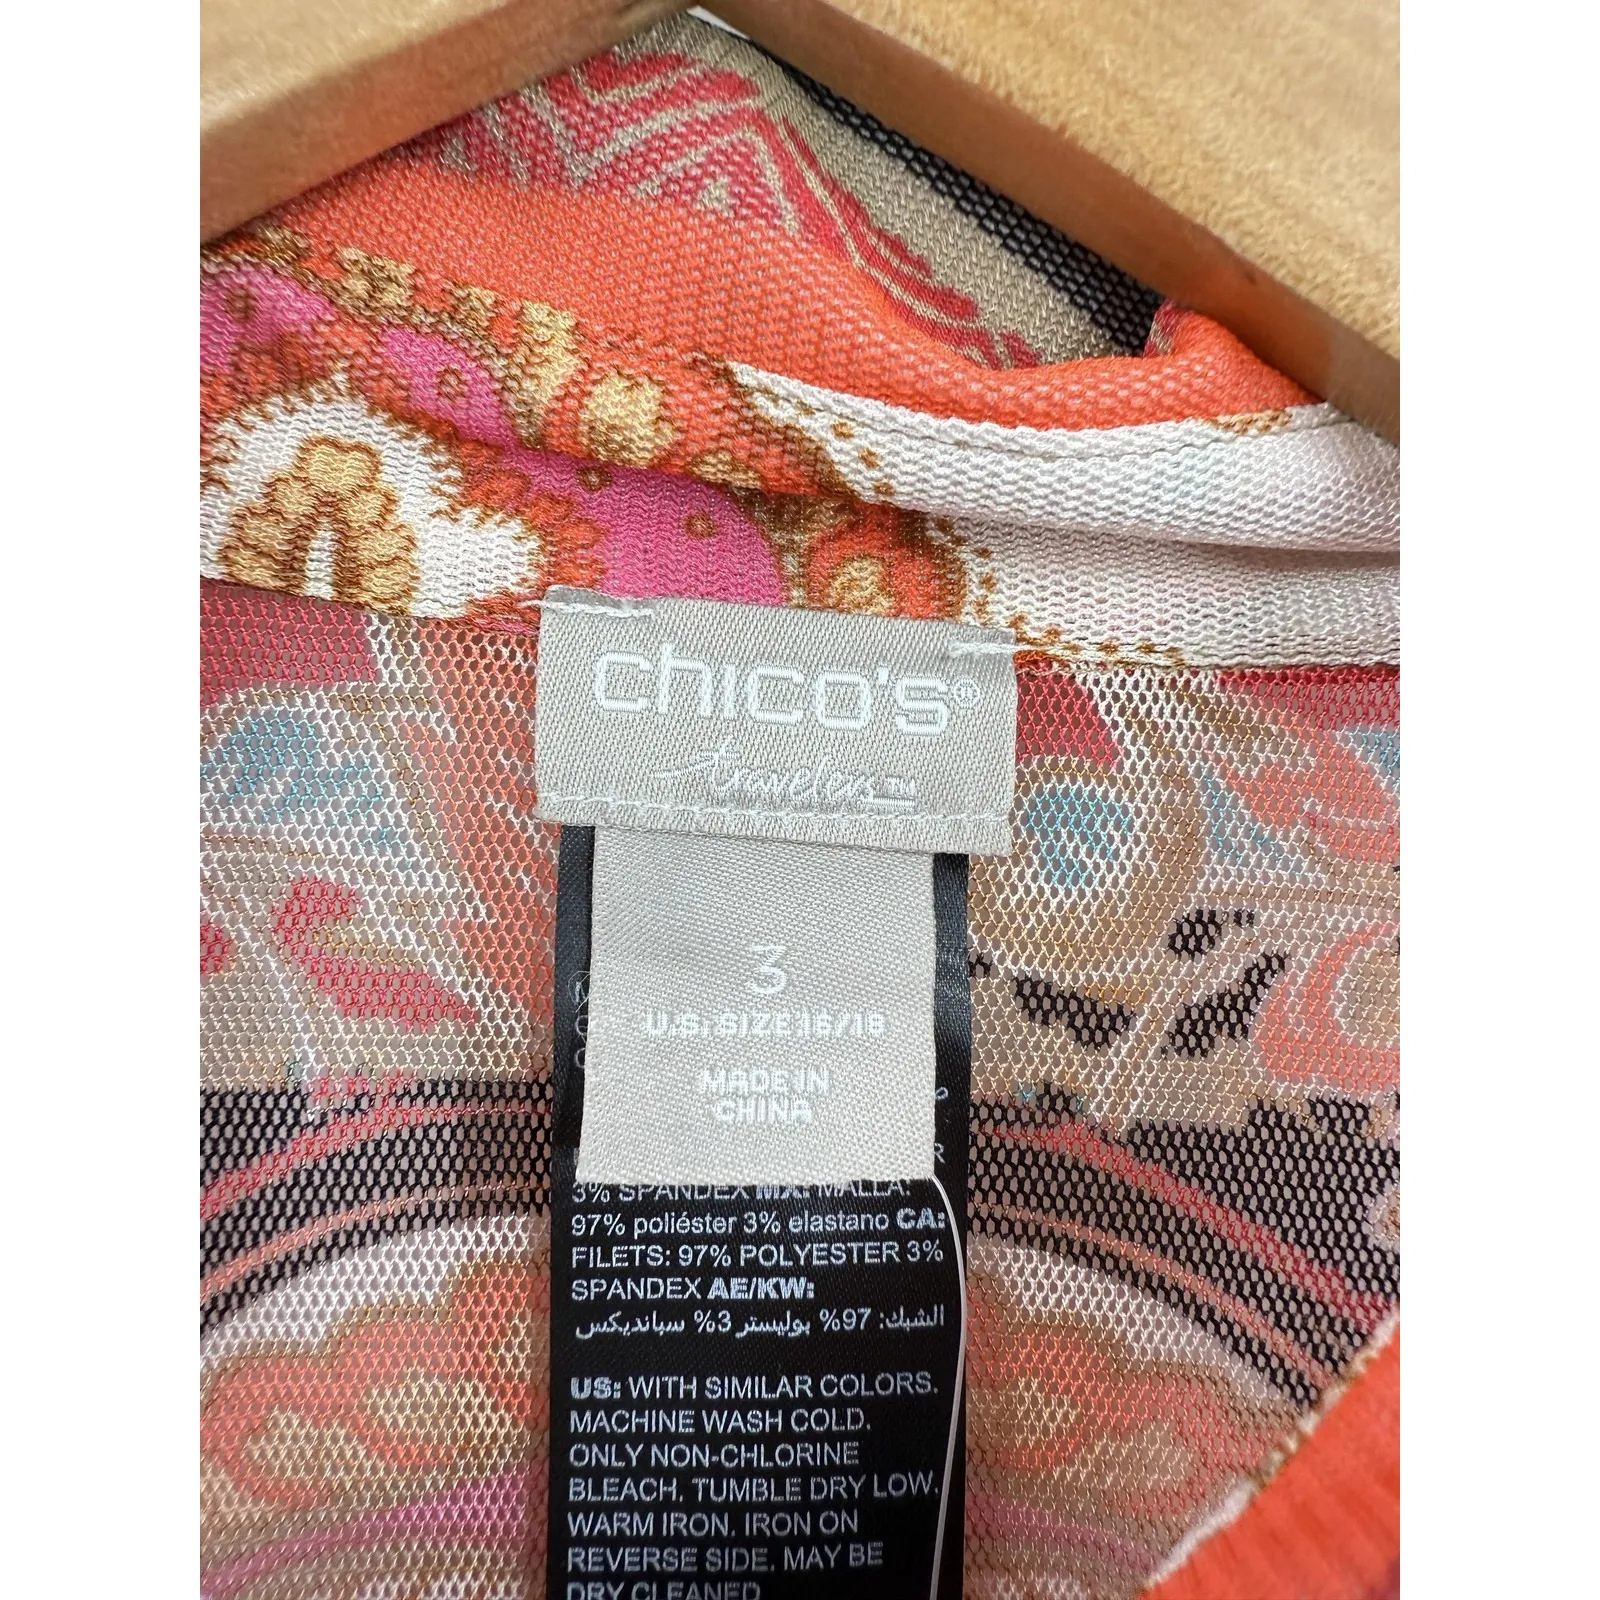 chico's®
travelers™
3
U.S. SIZE 16/18
MADE IN
CHINA
3% SPANDEX MX: MALLA:
97% poliéster 3% elastano CA:
FILETS: 97% POLYESTER 3%
SPANDEX AE/KW:
الشبك: 97% بوليستر 3% سبانديكس
US: WITH SIMILAR COLORS.
MACHINE WASH COLD.
ONLY NON-CHLORINE
BLEACH. TUMBLE DRY LOW.
WARM IRON. IRON ON
REVERSE SIDE. MAY BE
DRY CLEANED